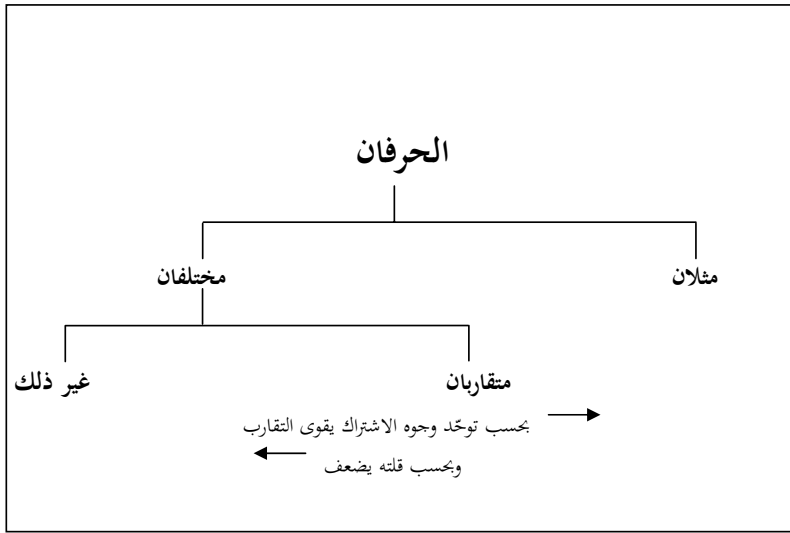 الحرفان
مثلان
مختلفان
متقاربان
غير ذلك
بحسب توحّد وجوه الاشتراك يقوى التقارب
وبحسب قلته يضعف